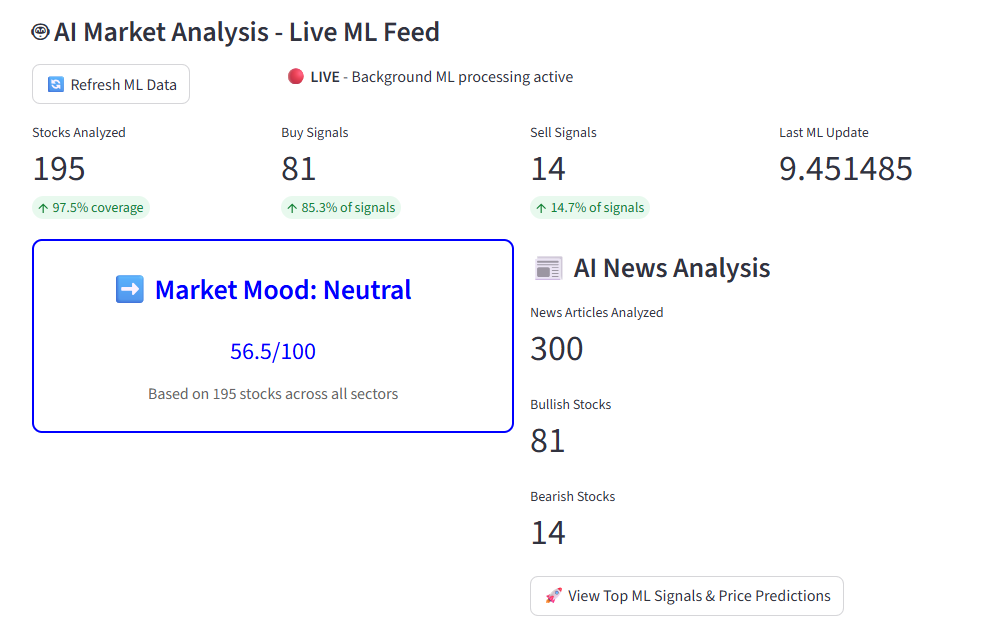 AI Market Analysis - Live ML Feed
Refresh ML Data
LIVE - Background ML processing active
Stocks Analyzed
195
↑ 97.5% coverage
Buy Signals
81
↑ 85.3% of signals
Sell Signals
14
↑ 14.7% of signals
Last ML Update
9.451485
Market Mood: Neutral
56.5/100
Based on 195 stocks across all sectors
AI News Analysis
News Articles Analyzed
300
Bullish Stocks
81
Bearish Stocks
14
View Top ML Signals & Price Predictions